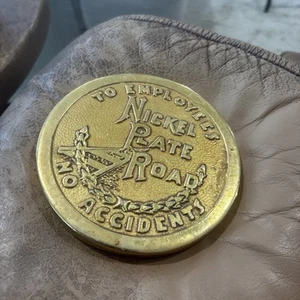 TO EMPLOYEES
NICKEL
PLATE
ROAD
NO ACCIDENTS